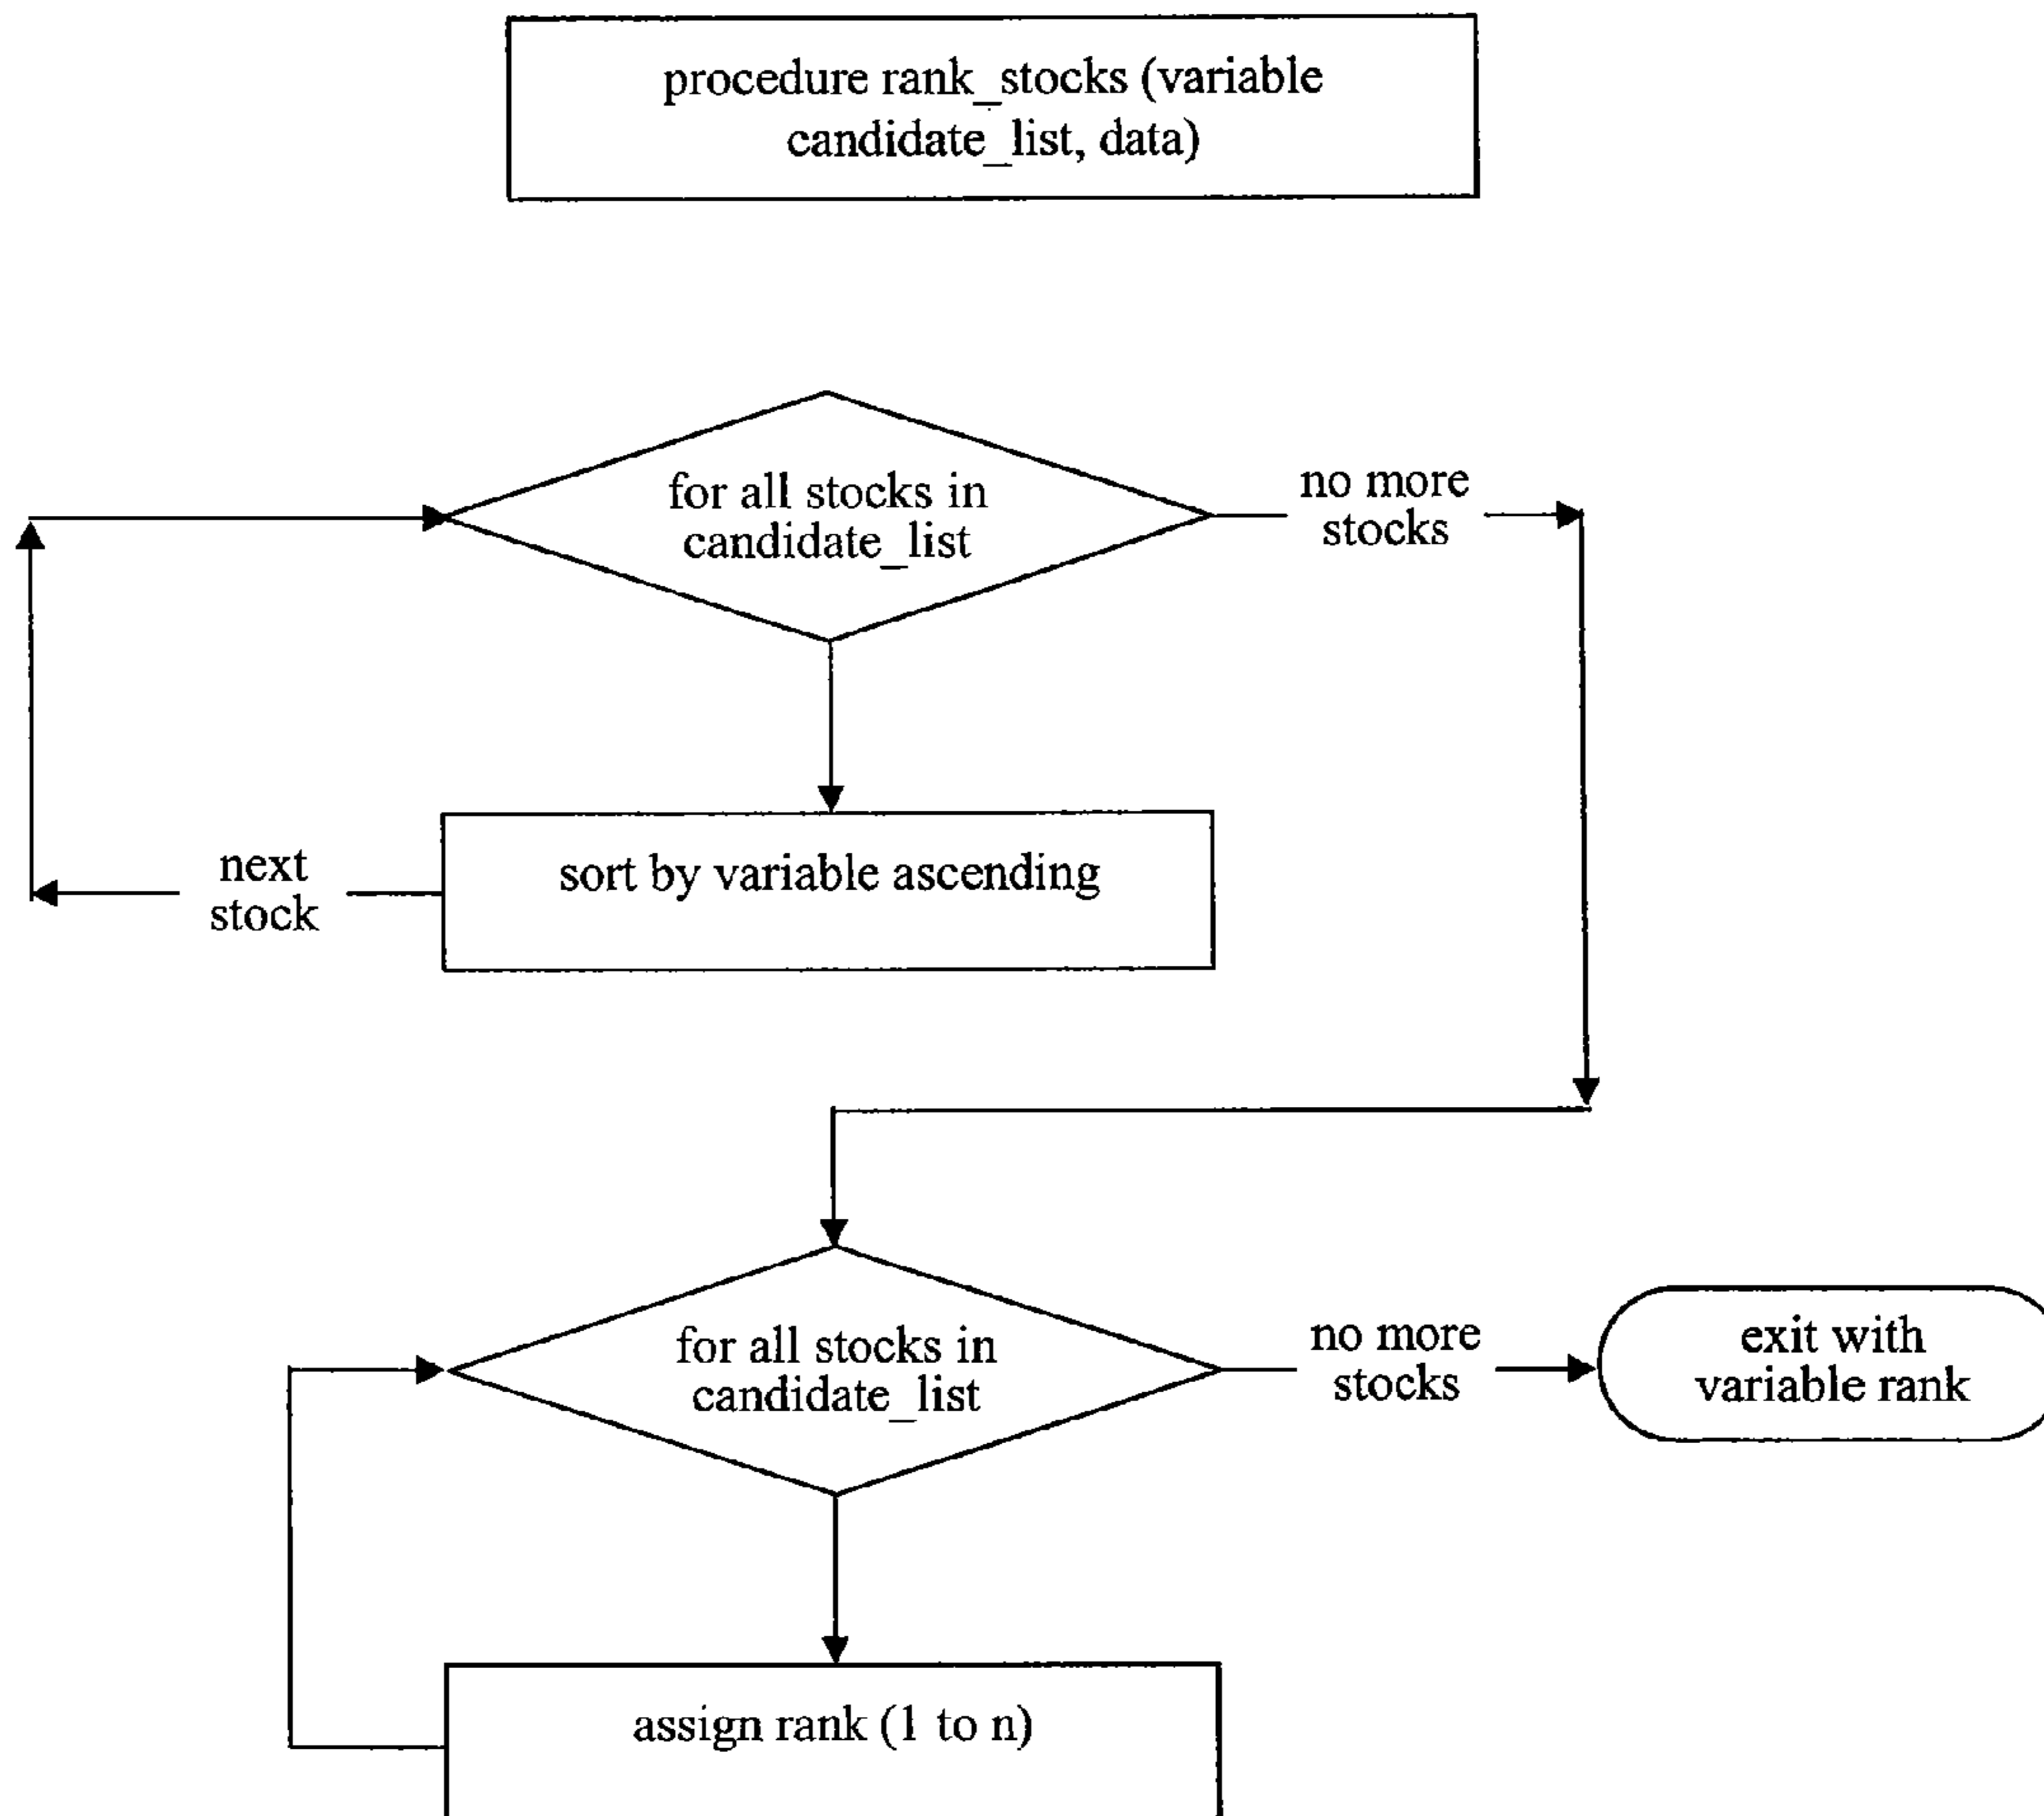 procedure rank_stocks (variable
candidate_list, data)
for all stocks in
candidate_list
no more
stocks
sort by variable ascending
next
stock
for all stocks in
candidate_list
no more
stocks
exit with
variable rank
assign rank (1 to n)